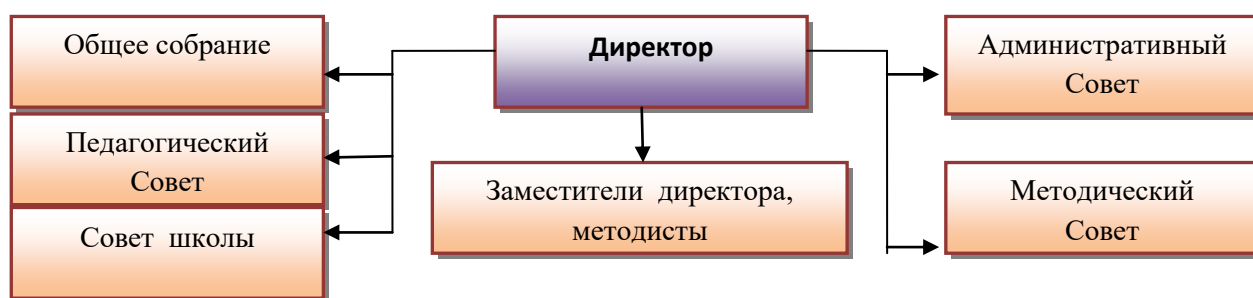 Общее собрание
Педагогический
Совет
Совет школы
Директор
Заместители директора,
методисты
Административный
Совет
Методический
Совет